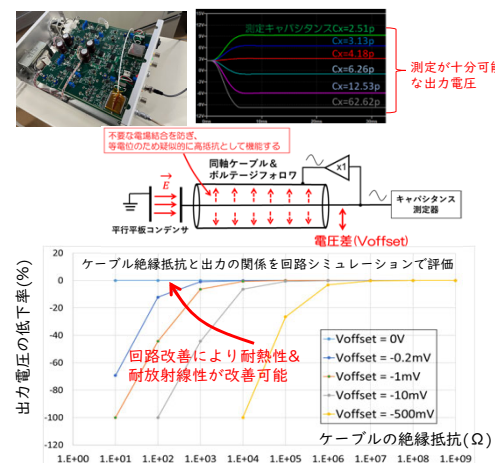 測定キャパシタンスCx=2.51p
Cx=3.13p
Cx=4.18p
Cx=6.26p
Cx=12.53p
Cx=62.62p
測定が十分可能
な出力電圧
不要な電場結合を防ぎ、
等電位のため疑似的に高抵抗として機能する
同軸ケーブル&
ボルテージフォロワ
x1
E
平行平板コンデンサ
キャパシタンス
測定器
電圧差(Voffset)
ケーブル絶縁抵抗と出力の関係を回路シミュレーションで評価
出力電圧の低下率(%)
20
0
-20
-40
-60
-80
-100
-120
回路改善により耐熱性&
耐放射線性が改善可能
Voffset = 0V
Voffset = -0.2mV
Voffset = -1mV
Voffset = -10mV
Voffset = -500mV
ケーブルの絶縁抵抗(Ω)
1.E+00 1.E+01 1.E+02 1.E+03 1.E+04 1.E+05 1.E+06 1.E+07 1.E+08 1.E+09